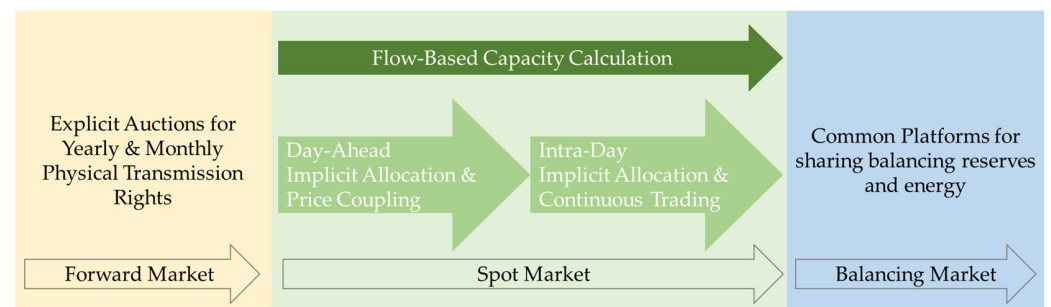 Flow-Based Capacity Calculation
Explicit Auctions for
Yearly & Monthly
Physical Transmission
Rights
Day-Ahead
Implicit Allocation &
Price Coupling
Intra-Day
Implicit Allocation &
Continuous Trading
Common Platforms for
sharing balancing reserves
and energy
Forward Market
Spot Market
Balancing Market